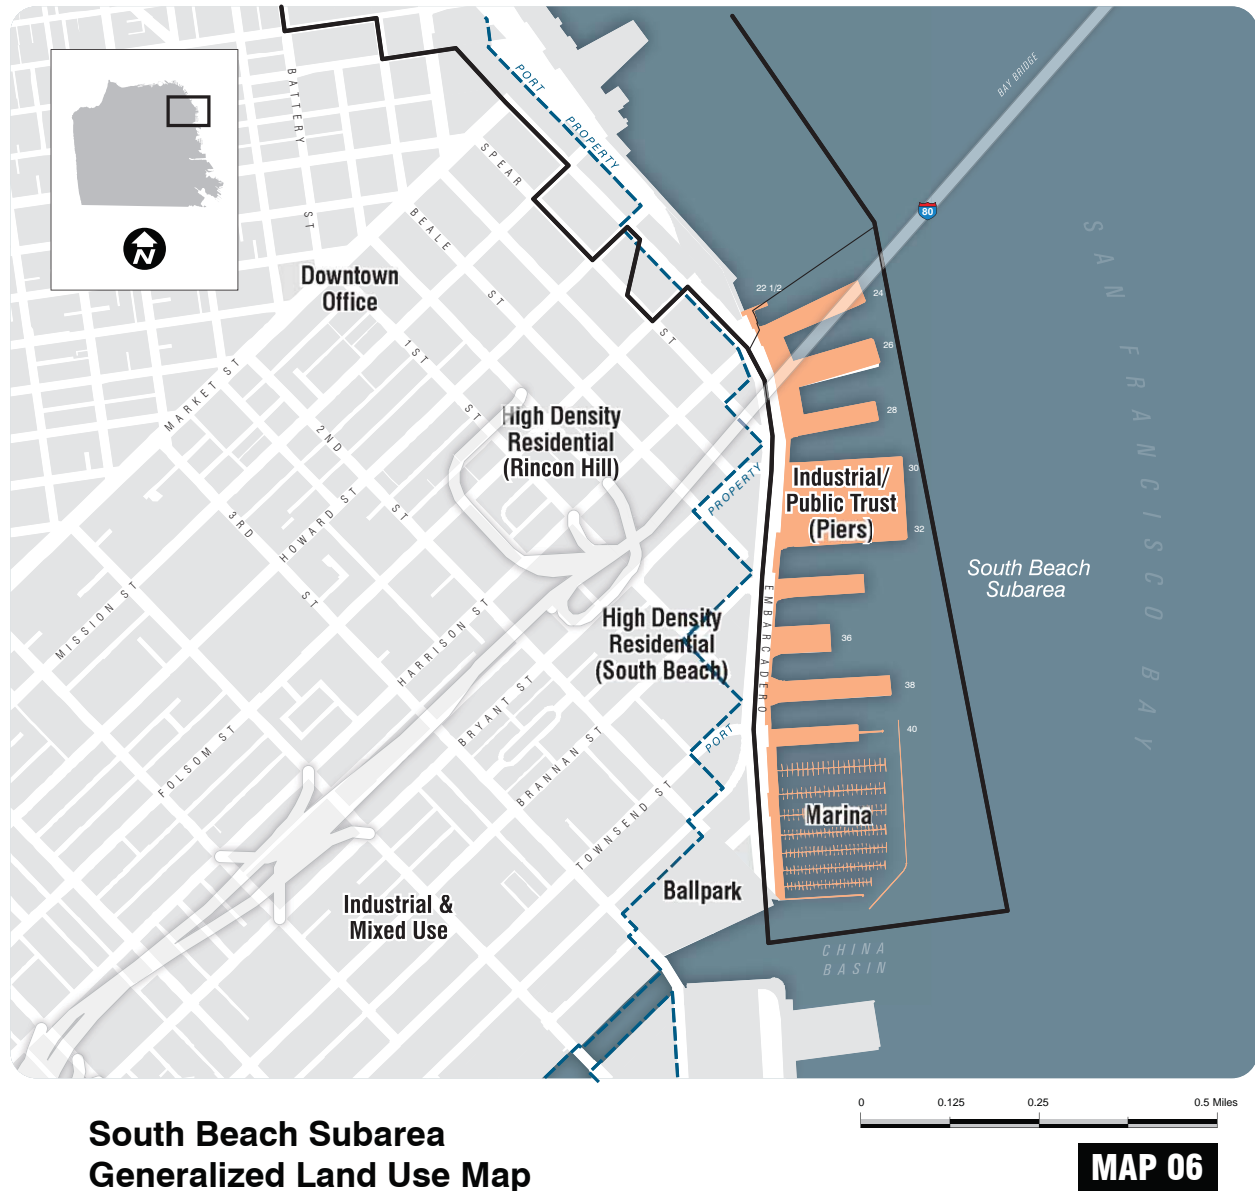 PORT
PROPERTY
BAY BRIDGE
BATTERY
ST
80
SPEAR
ST
BEALE
ST
N
Downtown
Office
22 1/2
24
26
28
30
32
36
38
40
SAN FRANCISCO BAY
1ST
ST
MARKET ST
High Density
Residential
(Rincon Hill)
2ND
ST
PROPERTY
Industrial/
Public Trust
(Piers)
HOWARD ST
3RD
ST
South Beach
Subarea
EMBARCADERO
MISSION ST
HARRISON ST
High Density
Residential
(South Beach)
BRYANT ST
PORT
FOLSOM ST
BRANNAN ST
TOWNSEND ST
Marina
Ballpark
Industrial &
Mixed Use
CHINA
BASIN
0 0.125 0.25 0.5 Miles
South Beach Subarea
Generalized Land Use Map
MAP 06